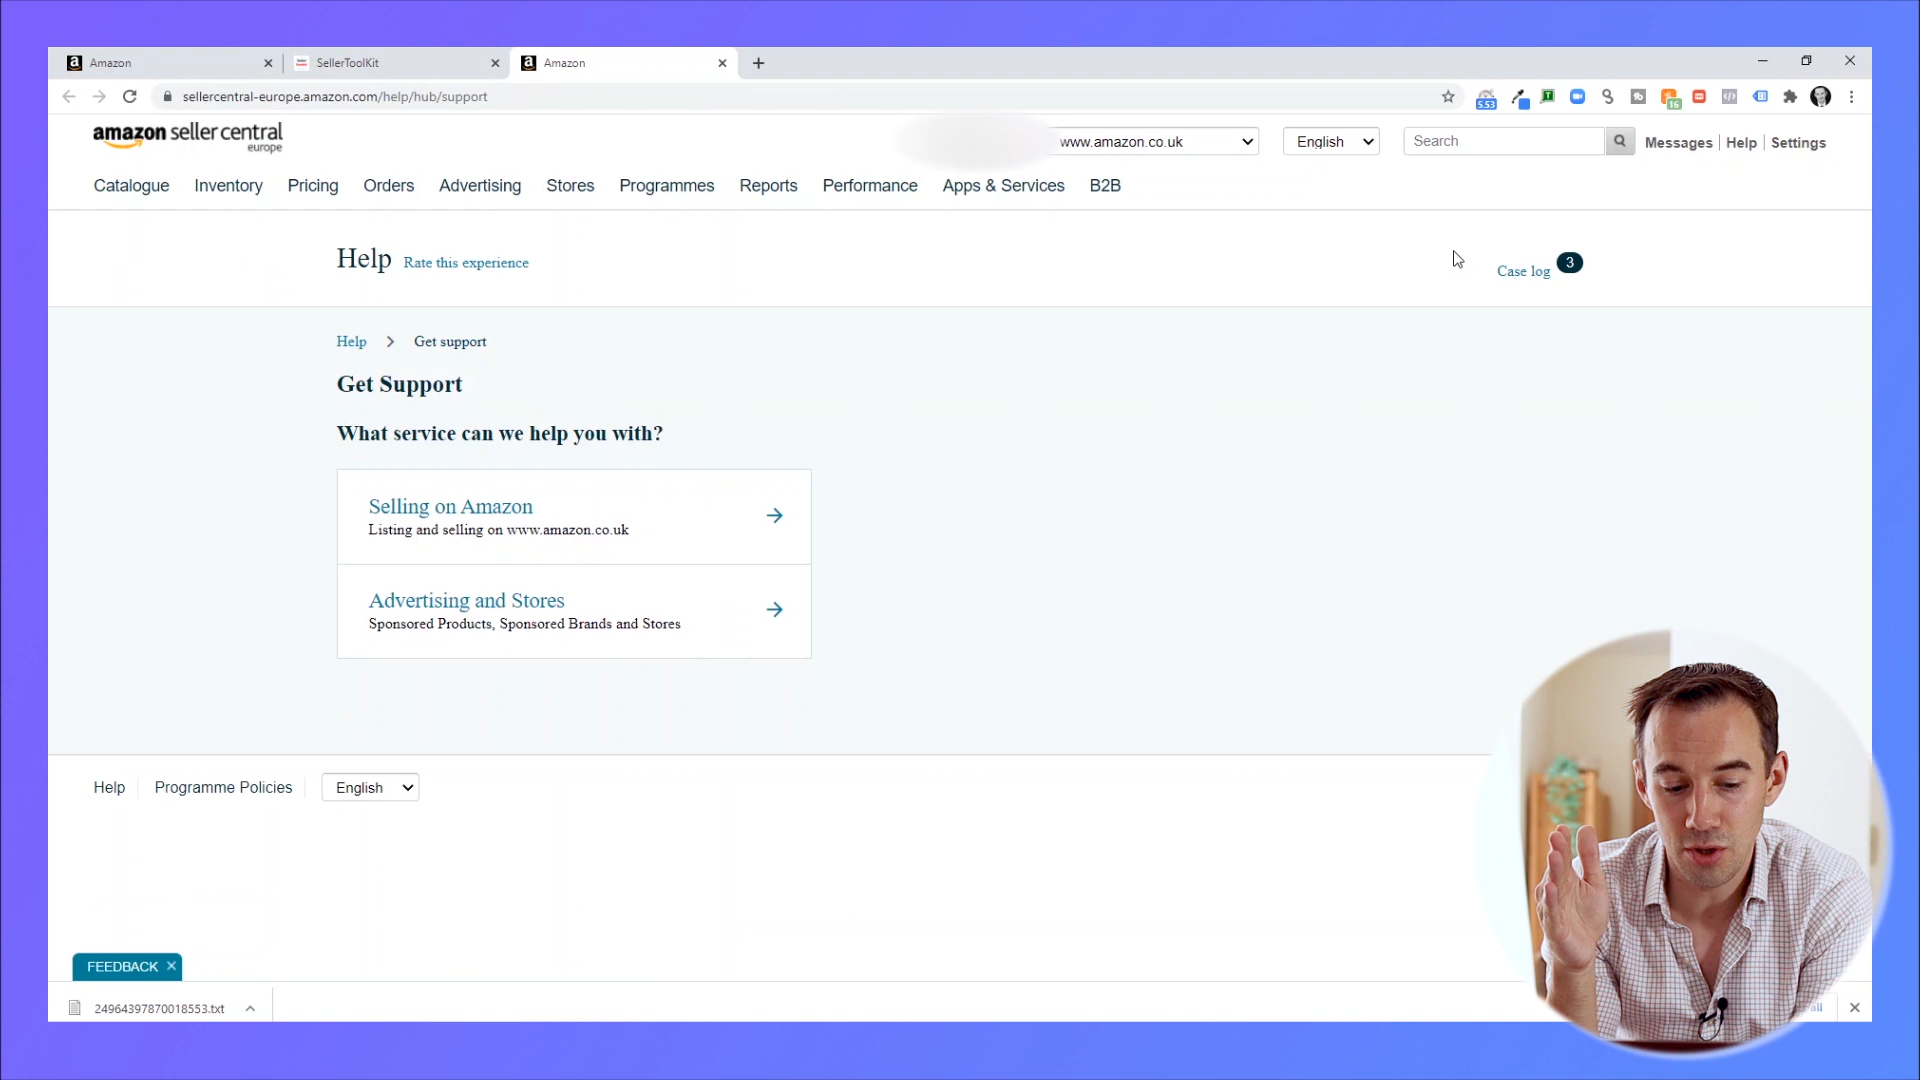 Amazon
SellerToolKit
Amazon
sellercentral-europe.amazon.com/help/hub/support
5.53
16
amazon seller central
europe
www.amazon.co.uk
English
Search
Messages | Help | Settings
Catalogue Inventory Pricing Orders Advertising Stores Programmes Reports Performance Apps & Services B2B
Help Rate this experience
Case log 3
Help > Get support
Get Support
What service can we help you with?
Selling on Amazon
Listing and selling on www.amazon.co.uk
Advertising and Stores
Sponsored Products, Sponsored Brands and Stores
Help Programme Policies English
FEEDBACK
24964397870018553.txt